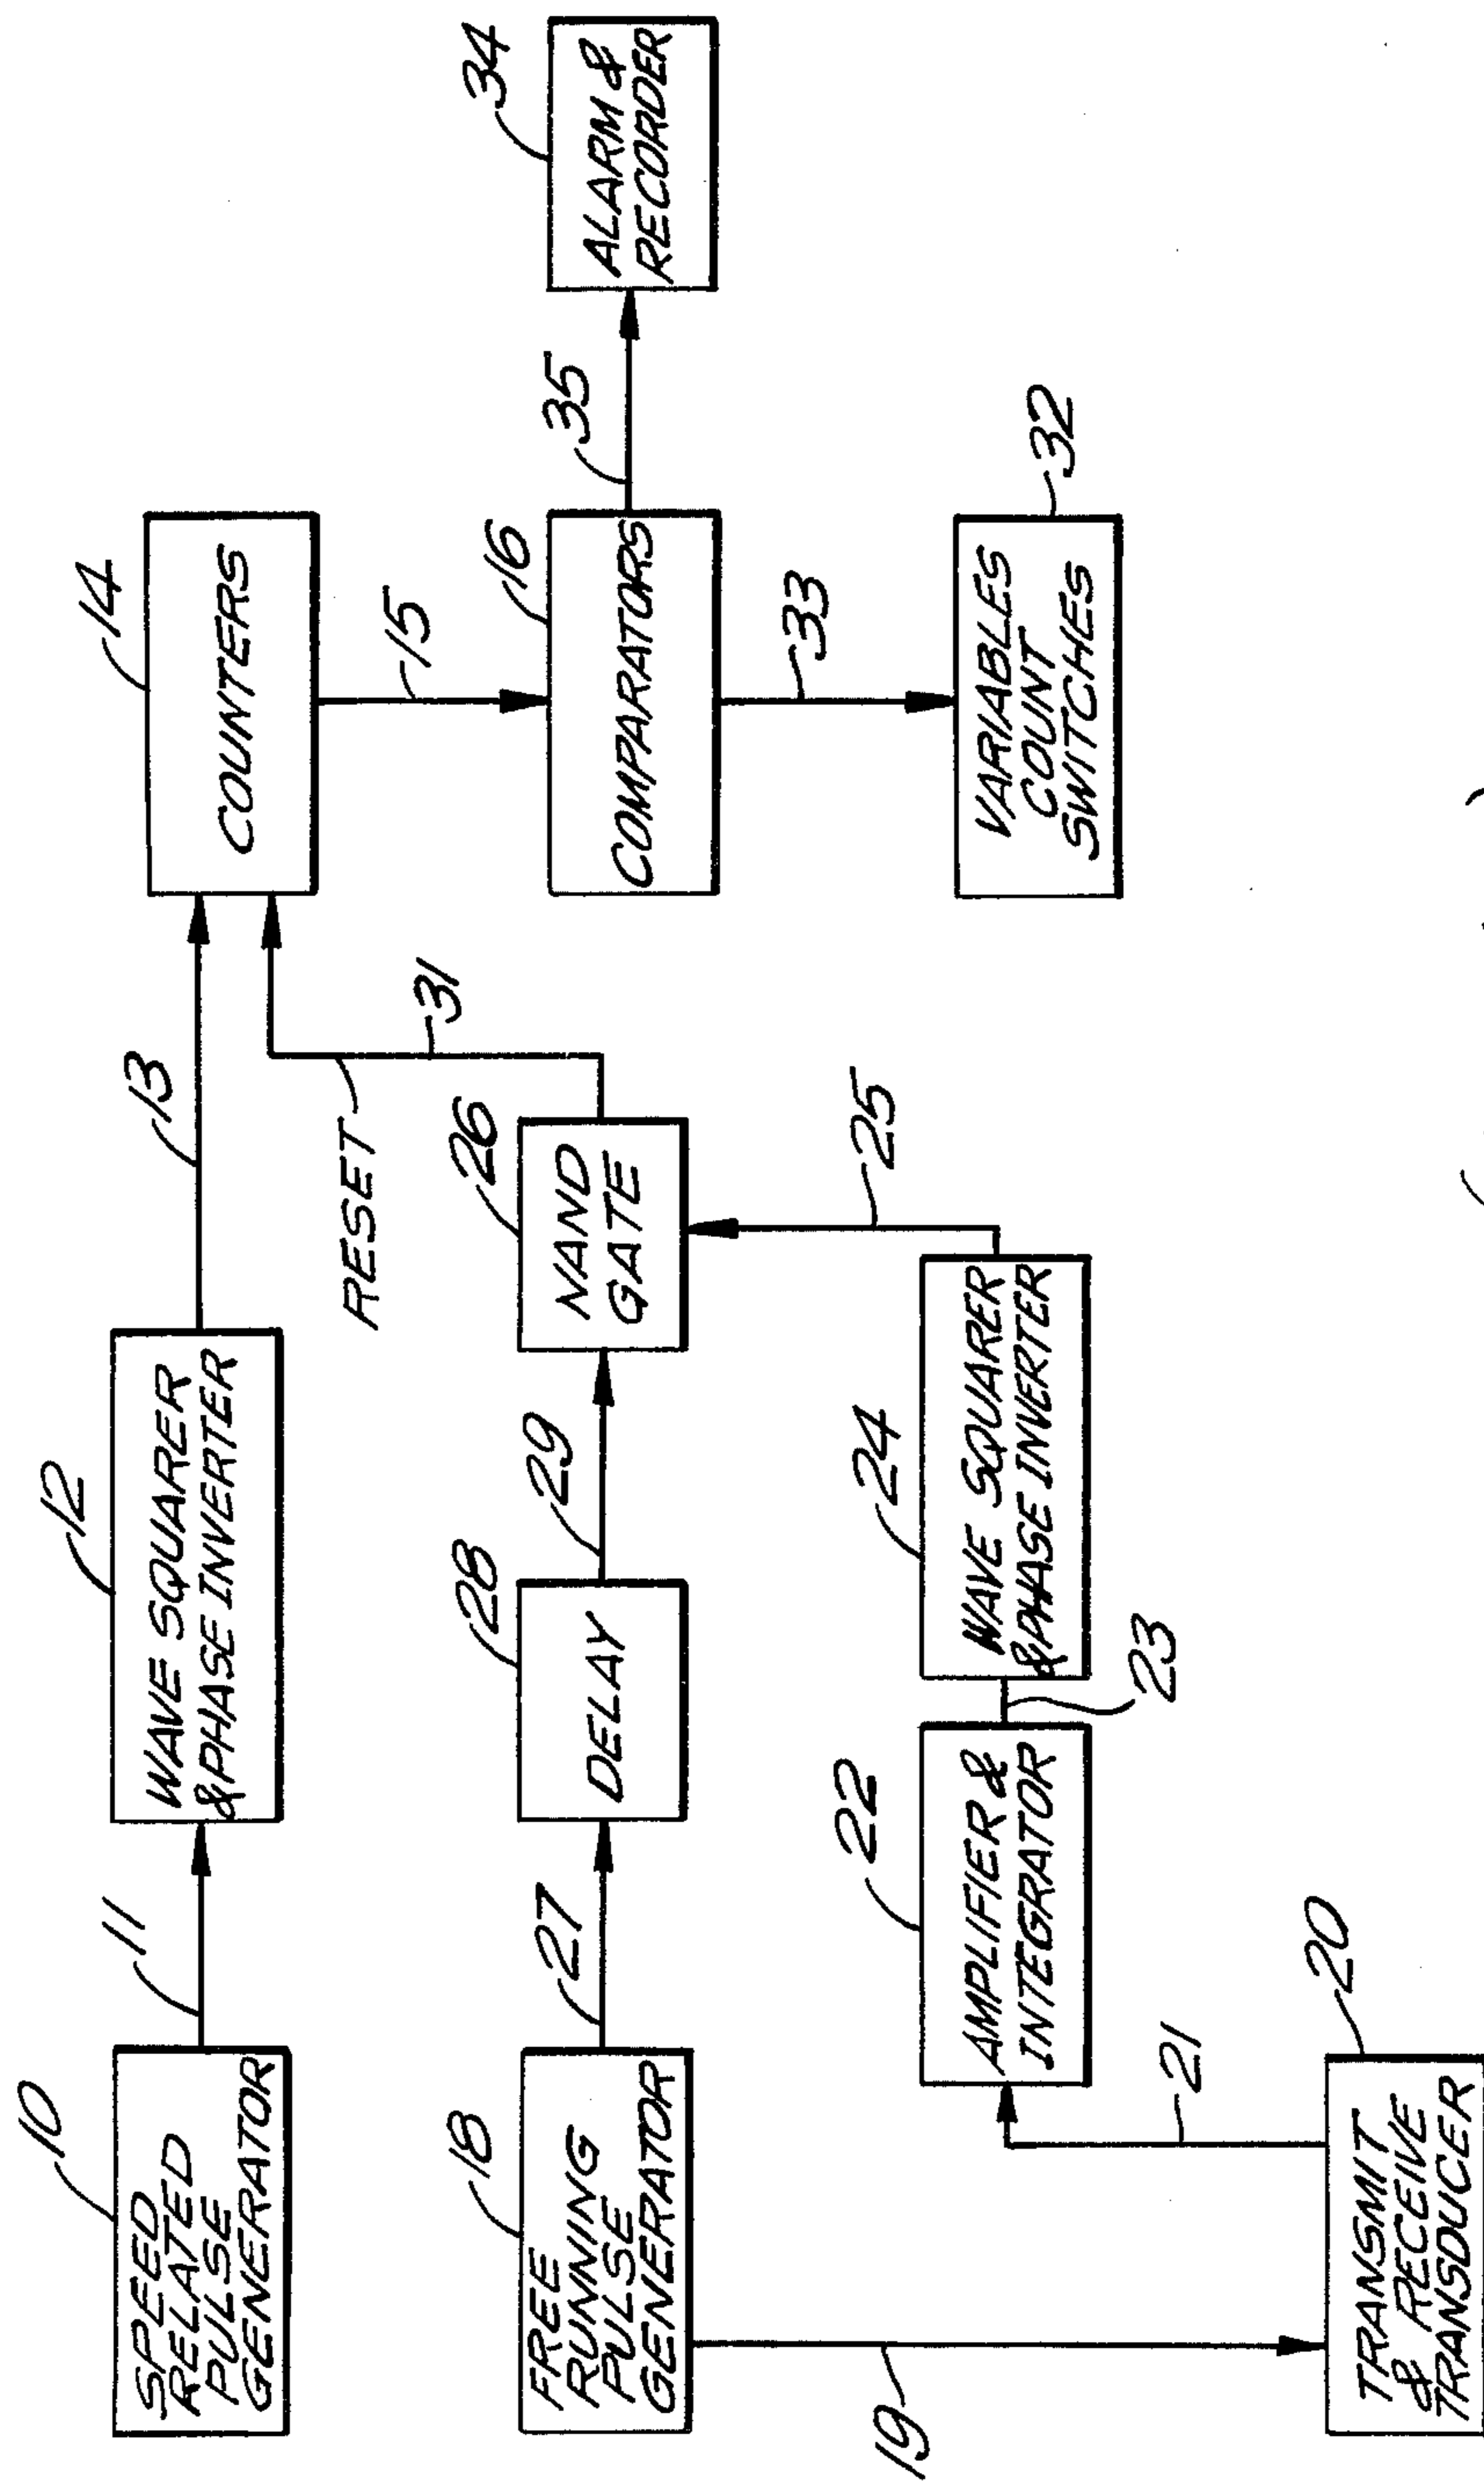 10
SPEED
RELATED
PULSE
GENERATOR
11
12
WAVE SQUARER
& PHASE INVERTER
13
14
COUNTERS
15
RESET
31
18
FREE
RUNNING
PULSE
GENERATOR
27
28
DELAY
29
26
NAND
GATE
16
COMPARATORS
35
34
ALARM &
RECORDER
19
22
AMPLIFIER &
INTEGRATOR
23
24
WAVE SQUARER
& PHASE INVERTER
25
33
32
VARIABLES
COUNT
SWITCHES
21
20
TRANSMIT
& RECEIVE
TRANSDUCER